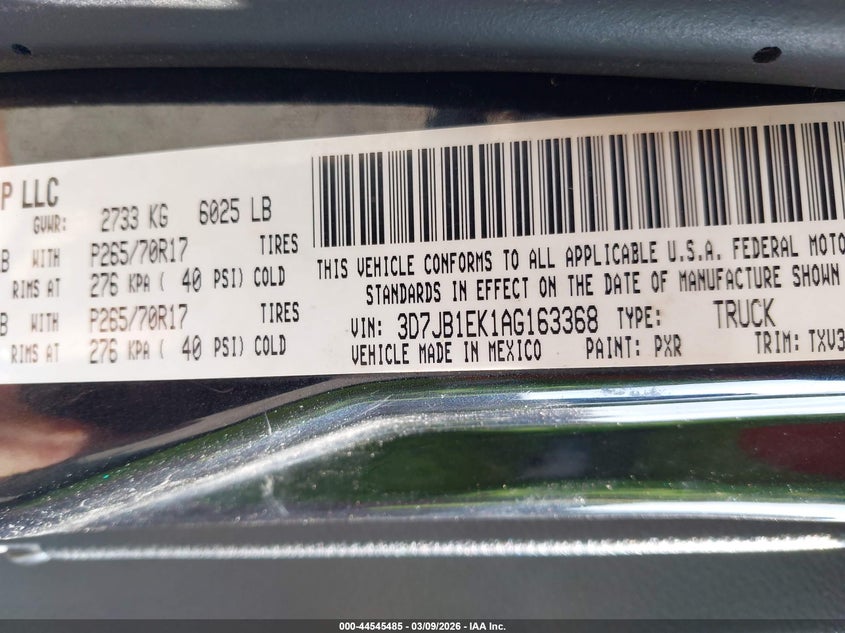 P LLC
GVWR: 2733 KG 6025 LB
B WITH P265/70R17 TIRES
RIMS AT 276 KPA ( 40 PSI) COLD
B WITH P265/70R17 TIRES
RIMS AT 276 KPA ( 40 PSI) COLD
THIS VEHICLE CONFORMS TO ALL APPLICABLE U.S.A. FEDERAL MOTO
STANDARDS IN EFFECT ON THE DATE OF MANUFACTURE SHOWN
VIN: 3D7JB1EK1AG163368 TYPE: TRUCK
VEHICLE MADE IN MEXICO PAINT: PXR TRIM: TXV3
000-44545485 - 03/09/2026 - IAA Inc.